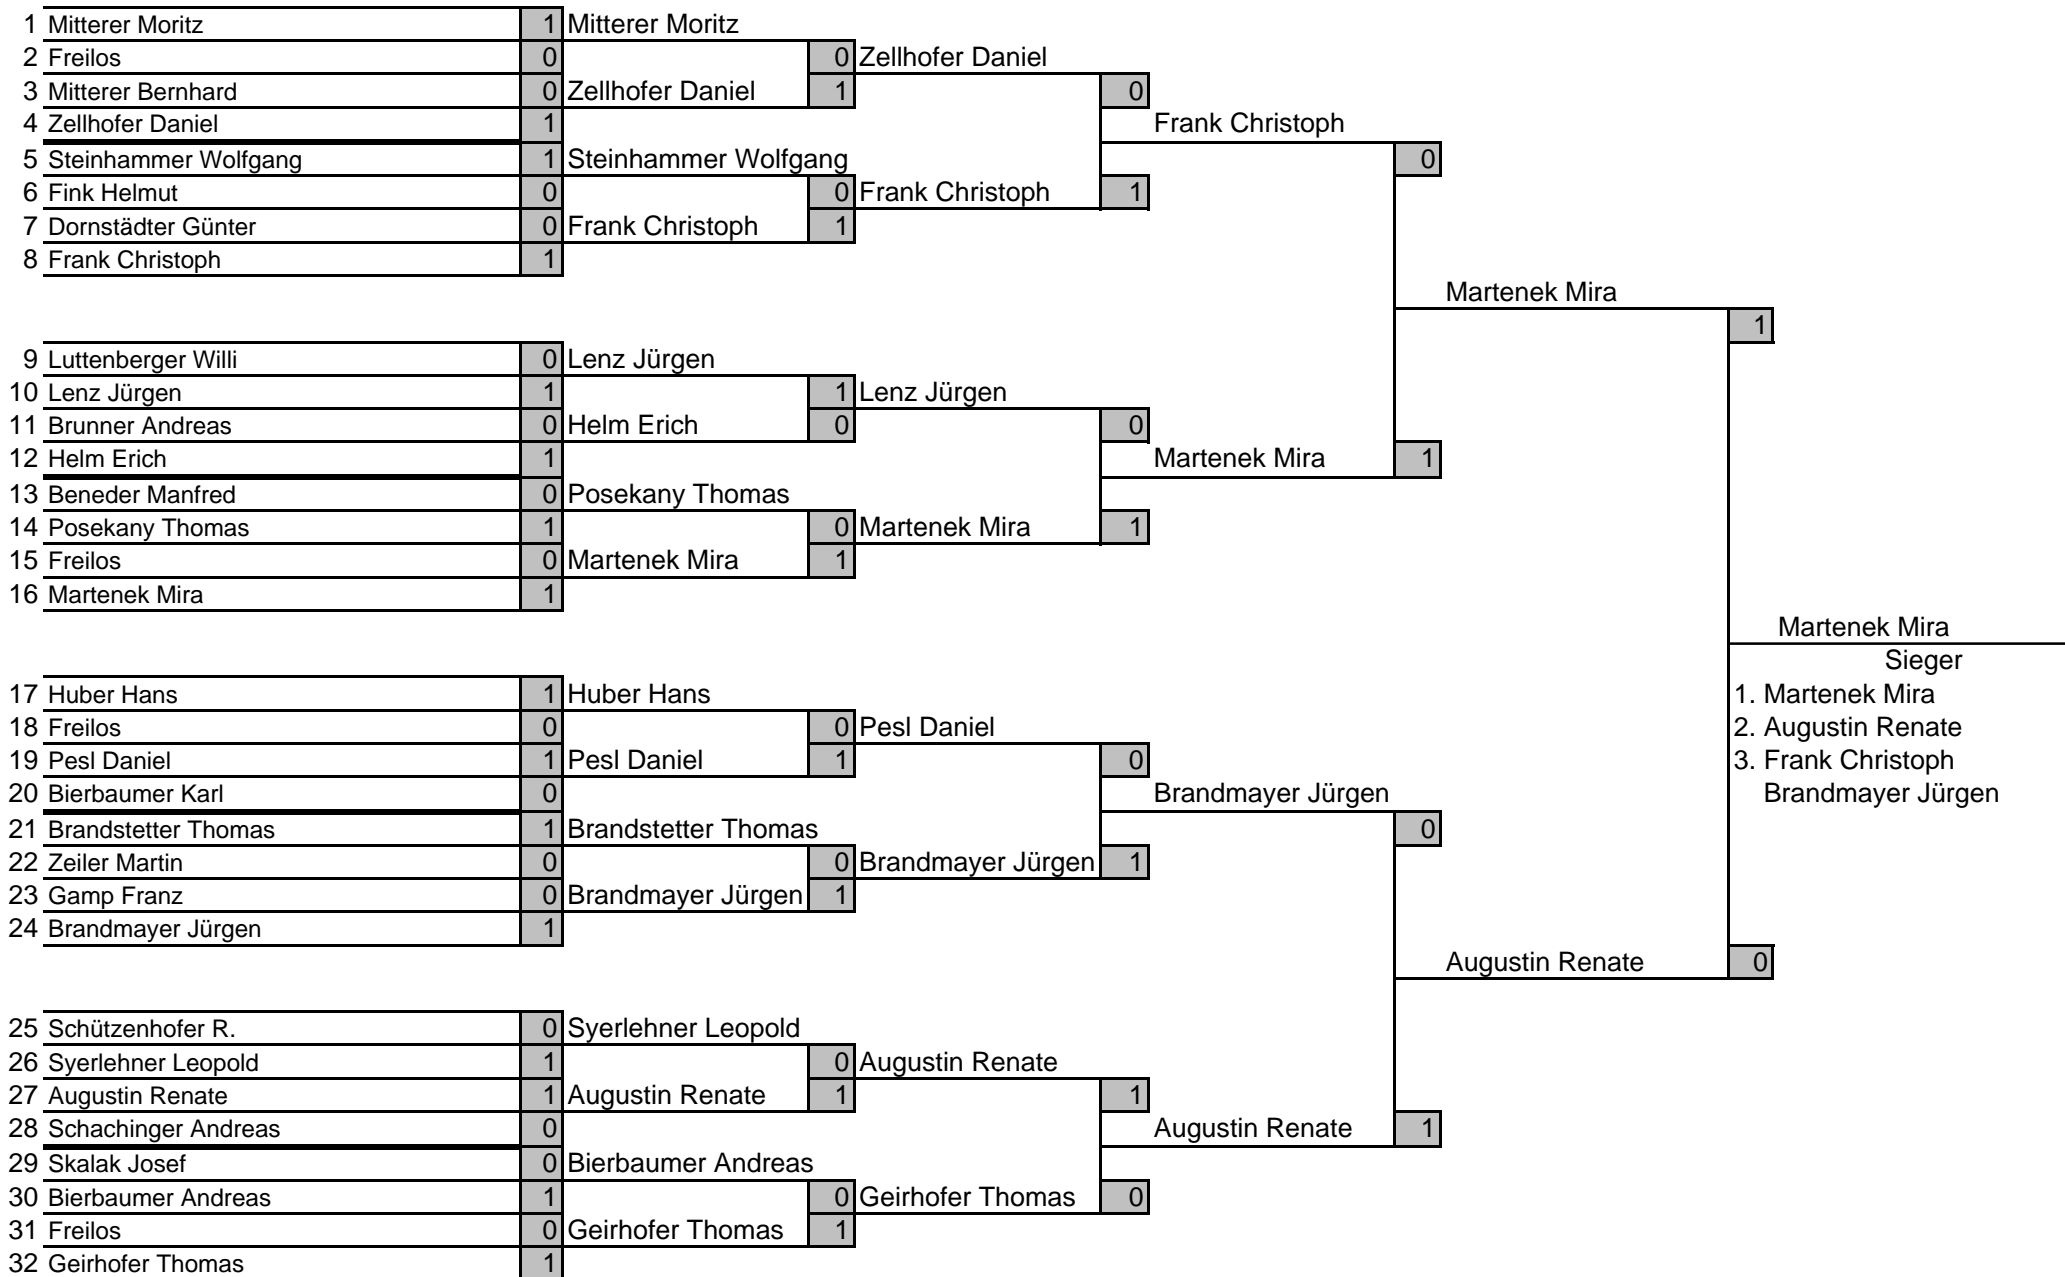 1 Mitterer Moritz 1 Mitterer Moritz
2 Freilos 0 0 Zellhofer Daniel
3 Mitterer Bernhard 0 Zellhofer Daniel 1 0
4 Zellhofer Daniel 1 Frank Christoph
5 Steinhammer Wolfgang 1 Steinhammer Wolfgang 0
6 Fink Helmut 0 0 Frank Christoph 1
7 Dornstädter Günter 0 Frank Christoph 1
8 Frank Christoph 1
Martenek Mira
1
9 Luttenberger Willi 0 Lenz Jürgen
10 Lenz Jürgen 1 1 Lenz Jürgen
11 Brunner Andreas 0 Helm Erich 0 0
12 Helm Erich 1 Martenek Mira 1
13 Beneder Manfred 0 Posekany Thomas
14 Posekany Thomas 1 0 Martenek Mira 1
15 Freilos 0 Martenek Mira 1
16 Martenek Mira 1
Martenek Mira
Sieger
17 Huber Hans 1 Huber Hans 1. Martenek Mira
18 Freilos 0 0 Pesl Daniel 2. Augustin Renate
19 Pesl Daniel 1 Pesl Daniel 1 0 3. Frank Christoph
20 Bierbaumer Karl 0 Brandmayer Jürgen Brandmayer Jürgen
21 Brandstetter Thomas 1 Brandstetter Thomas 0
22 Zeiler Martin 0 0 Brandmayer Jürgen 1
23 Gamp Franz 0 Brandmayer Jürgen 1
24 Brandmayer Jürgen 1
Augustin Renate 0
25 Schützenhofer R. 0 Syerlehner Leopold
26 Syerlehner Leopold 1 0 Augustin Renate
27 Augustin Renate 1 Augustin Renate 1 1
28 Schachinger Andreas 0 Augustin Renate 1
29 Skalak Josef 0 Bierbaumer Andreas
30 Bierbaumer Andreas 1 0 Geirhofer Thomas 0
31 Freilos 0 Geirhofer Thomas 1
32 Geirhofer Thomas 1